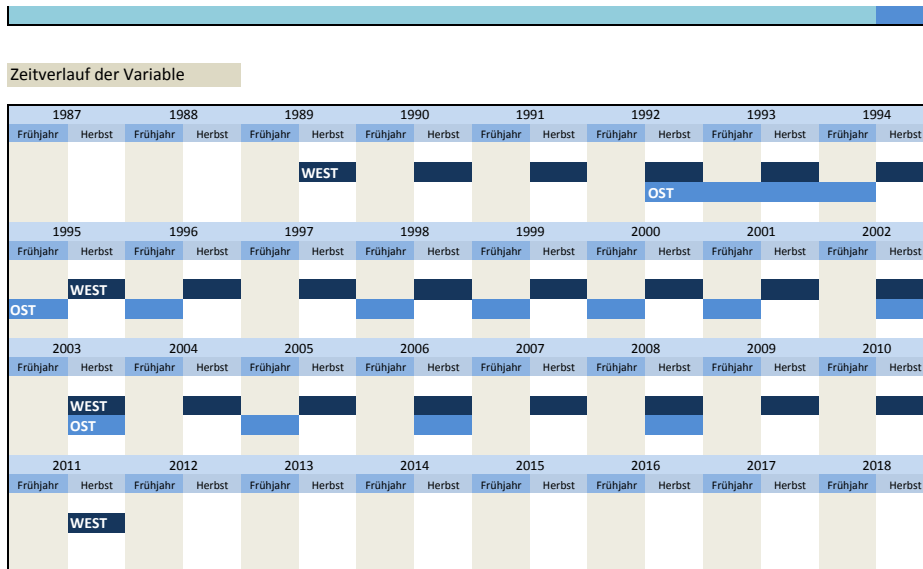 Zeitverlauf der Variable
1987 1988 1989 1990 1991 1992 1993 1994
Frühjahr Herbst Frühjahr Herbst Frühjahr Herbst Frühjahr Herbst Frühjahr Herbst Frühjahr Herbst Frühjahr Herbst Frühjahr Herbst
WEST
OST
1995 1996 1997 1998 1999 2000 2001 2002
Frühjahr Herbst Frühjahr Herbst Frühjahr Herbst Frühjahr Herbst Frühjahr Herbst Frühjahr Herbst Frühjahr Herbst Frühjahr Herbst
WEST
OST
2003 2004 2005 2006 2007 2008 2009 2010
Frühjahr Herbst Frühjahr Herbst Frühjahr Herbst Frühjahr Herbst Frühjahr Herbst Frühjahr Herbst Frühjahr Herbst Frühjahr Herbst
WEST
OST
2011 2012 2013 2014 2015 2016 2017 2018
Frühjahr Herbst Frühjahr Herbst Frühjahr Herbst Frühjahr Herbst Frühjahr Herbst Frühjahr Herbst Frühjahr Herbst Frühjahr Herbst
WEST